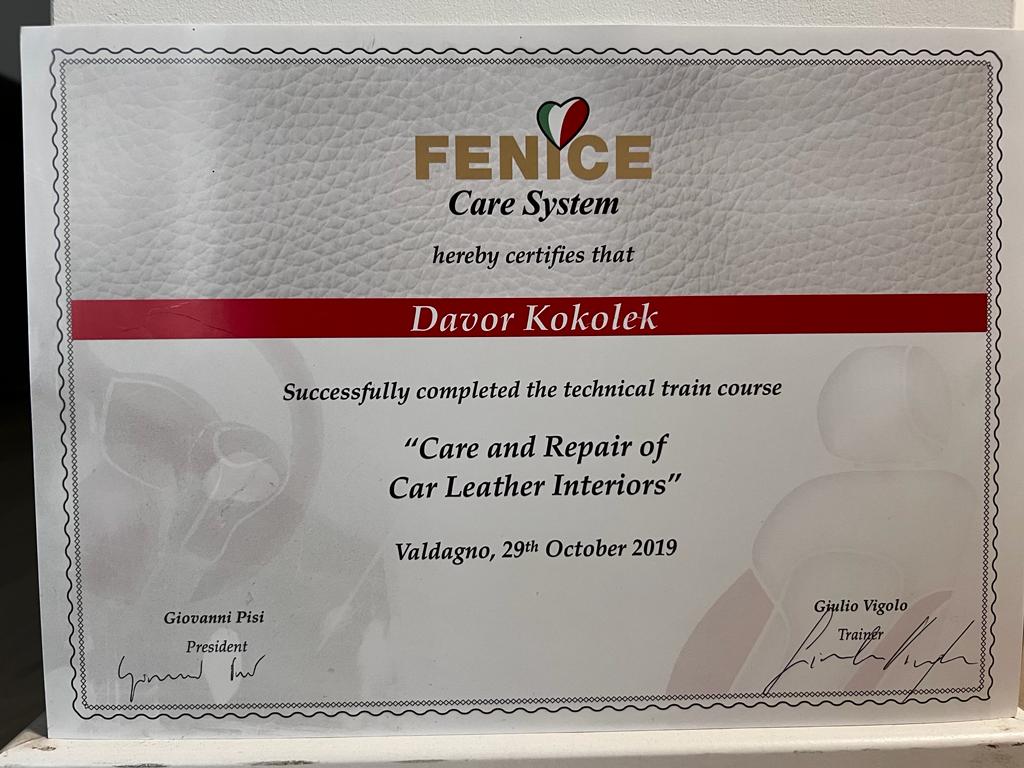 FENICE
Care System
hereby certifies that
Davor Kokolek
Successfully completed the technical train course
“Care and Repair of
Car Leather Interiors”
Valdagno, 29th October 2019
Giovanni Pisi
President
Giulio Vigolo
Trainer